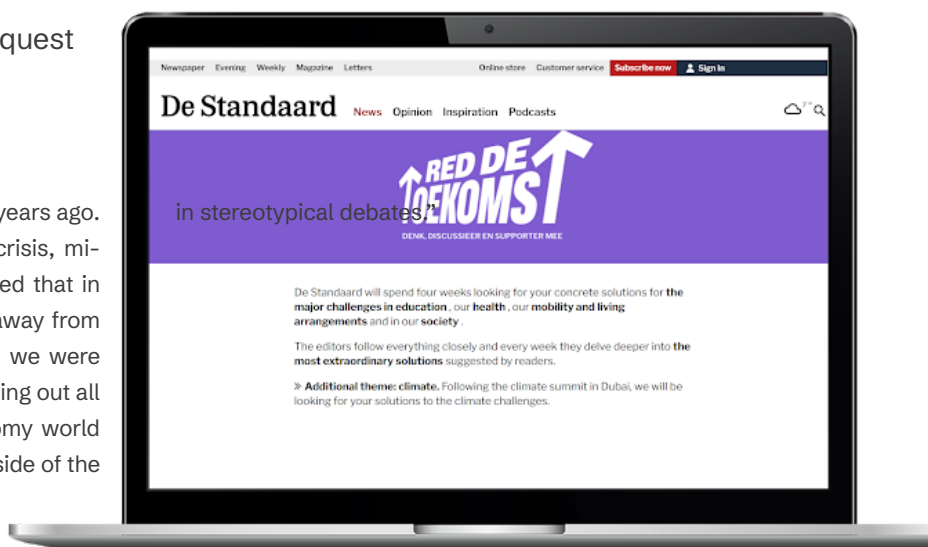 quest
years ago.
crisis, mi-
ed that in
away from
we were
ing out all
omy world
side of the
in stereotypical debates."
Newspaper Evening Weekly Magazine Letters Online store Customer service Subscribe now Sign in
De Standaard News Opinion Inspiration Podcasts 7°
RED DE
TOEKOMST
DENK, DISCUSSIEER EN SUPPORTER MEE
De Standaard will spend four weeks looking for your concrete solutions for the
major challenges in education , our health , our mobility and living
arrangements and in our society .
The editors follow everything closely and every week they delve deeper into the
most extraordinary solutions suggested by readers.
» Additional theme: climate. Following the climate summit in Dubai, we will be
looking for your solutions to the climate challenges.